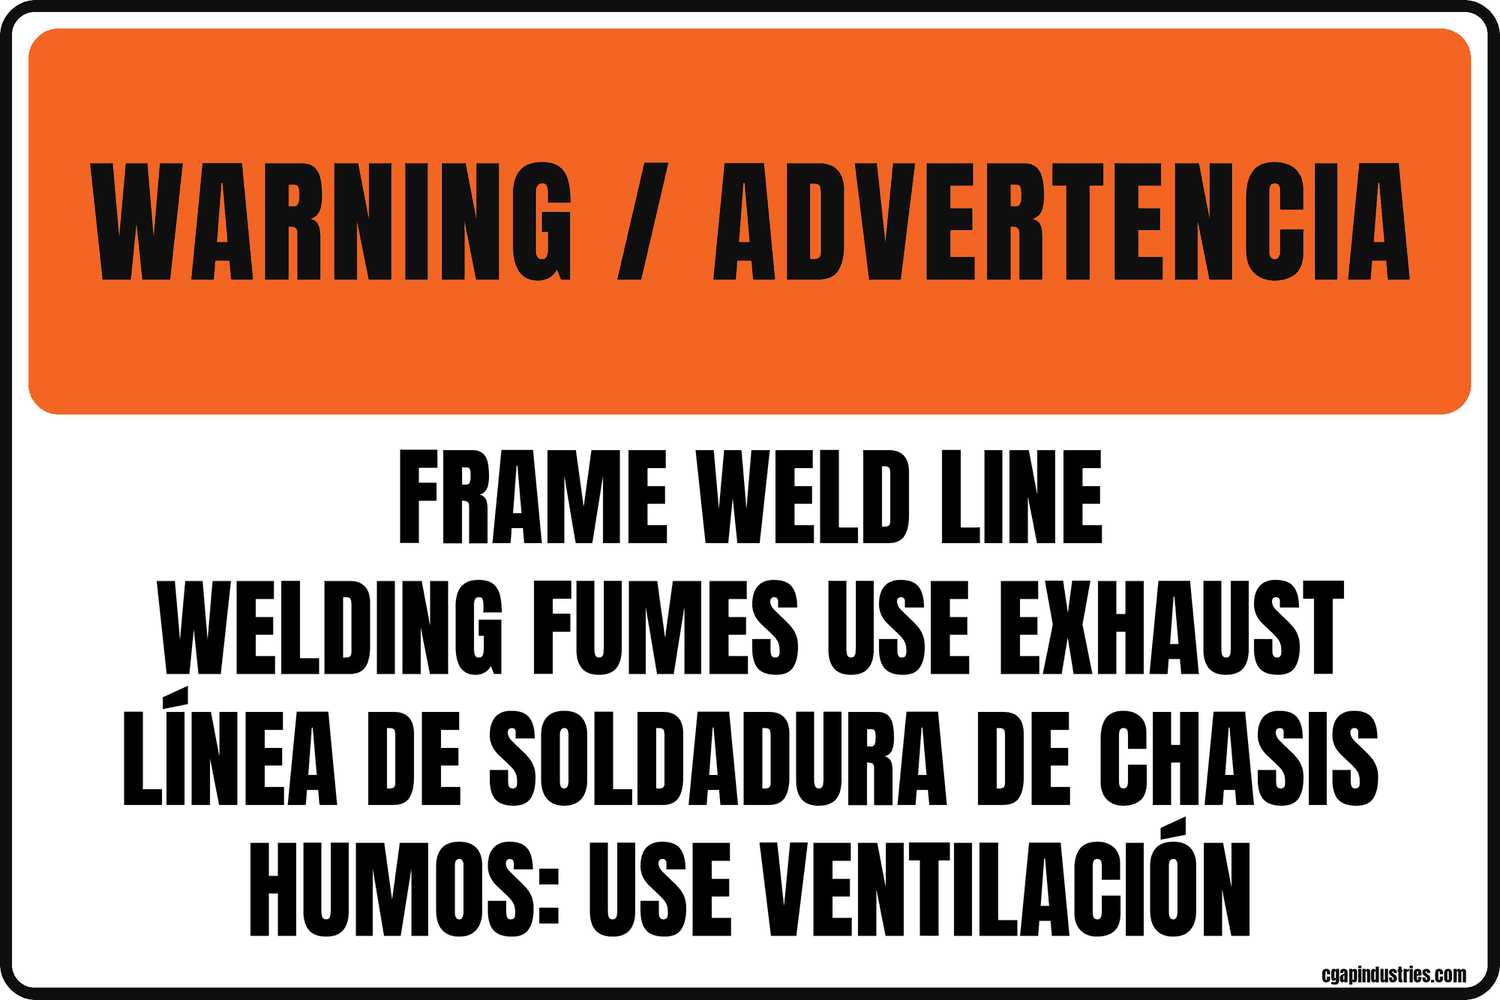 WARNING / ADVERTENCIA
FRAME WELD LINE
WELDING FUMES USE EXHAUST
LÍNEA DE SOLDADURA DE CHASIS
HUMOS: USE VENTILACIÓN
cgapindustries.com